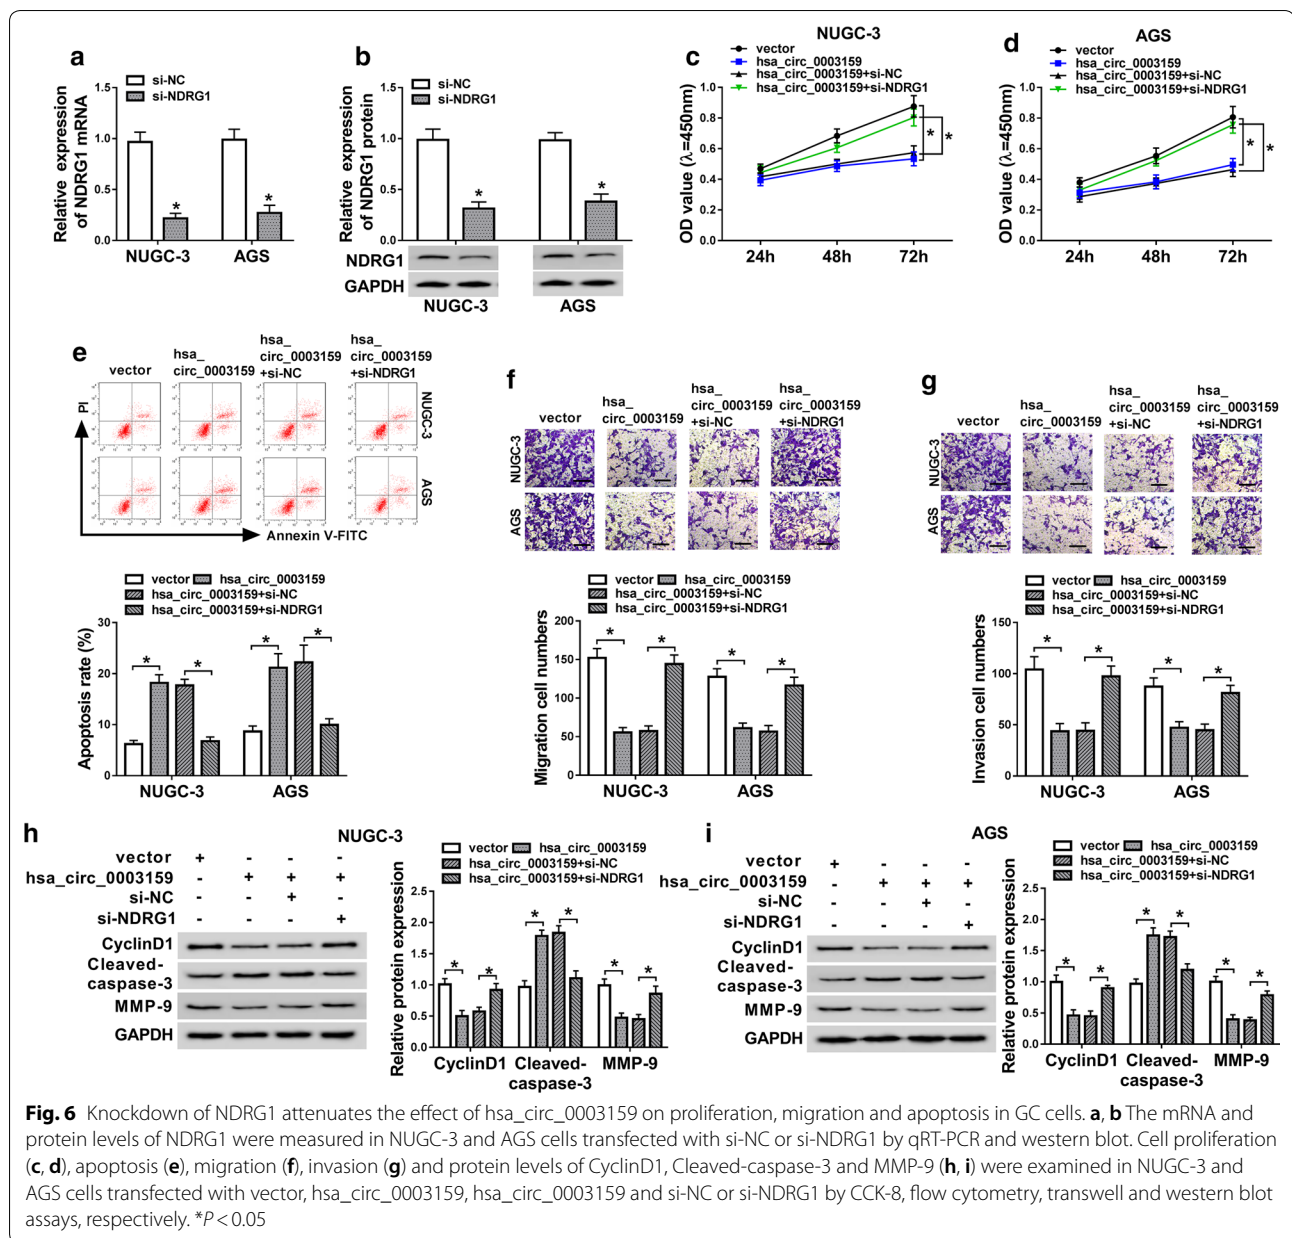 a
si-NC
si-NDRG1
Relative expression
of NDRG1 mRNA
1.5
1.0
0.5
0.0
*
*
NUGC-3 AGS
b
si-NC
si-NDRG1
Relative expression
of NDRG1 protein
1.5
1.0
0.5
0.0
*
*
NDRG1
GAPDH
NUGC-3 AGS
c
NUGC-3
vector
hsa_circ_0003159
hsa_circ_0003159+si-NC
hsa_circ_0003159+si-NDRG1
OD value (λ=450nm)
1.0
0.8
0.6
0.4
0.2
0.0
* *
24h 48h 72h
d
AGS
vector
hsa_circ_0003159
hsa_circ_0003159+si-NC
hsa_circ_0003159+si-NDRG1
OD value (λ=450nm)
1.0
0.8
0.6
0.4
0.2
0.0
* *
24h 48h 72h
e
vector
hsa_
circ_0003159
hsa_
circ_0003159
+si-NC
hsa_
circ_0003159
+si-NDRG1
PI
NUGC-3
AGS
Annexin V-FITC
vector hsa_circ_0003159
hsa_circ_0003159+si-NC
hsa_circ_0003159+si-NDRG1
Apoptosis rate (%)
30
20
10
0
* * * *
NUGC-3 AGS
f
vector
hsa_
circ_0003159
hsa_
circ_0003159
+si-NC
hsa_
circ_0003159
+si-NDRG1
NUGC-3
AGS
vector hsa_circ_0003159
hsa_circ_0003159+si-NC
hsa_circ_0003159+si-NDRG1
Migration cell numbers
200
150
100
50
0
* * * *
NUGC-3 AGS
g
vector
hsa_
circ_0003159
hsa_
circ_0003159
+si-NC
hsa_
circ_0003159
+si-NDRG1
NUGC-3
AGS
vector hsa_circ_0003159
hsa_circ_0003159+si-NC
hsa_circ_0003159+si-NDRG1
Invasion cell numbers
150
100
50
0
* * * *
NUGC-3 AGS
h
NUGC-3
vector + - - -
hsa_circ_0003159 - + + +
si-NC - - + -
si-NDRG1 - - - +
CyclinD1
Cleaved-
caspase-3
MMP-9
GAPDH
vector hsa_circ_0003159
hsa_circ_0003159+si-NC
hsa_circ_0003159+si-NDRG1
Relative protein expression
2.5
2.0
1.5
1.0
0.5
0.0
* * * * * *
CyclinD1 Cleaved- MMP-9
caspase-3
i
AGS
vector + - - -
hsa_circ_0003159 - + + +
si-NC - - + -
si-NDRG1 - - - +
CyclinD1
Cleaved-
caspase-3
MMP-9
GAPDH
vector hsa_circ_0003159
hsa_circ_0003159+si-NC
hsa_circ_0003159+si-NDRG1
Relative protein expression
2.5
2.0
1.5
1.0
0.5
0.0
* * * * * *
CyclinD1 Cleaved- MMP-9
caspase-3
Fig. 6 Knockdown of NDRG1 attenuates the effect of hsa_circ_0003159 on proliferation, migration and apoptosis in GC cells. a, b The mRNA and
protein levels of NDRG1 were measured in NUGC-3 and AGS cells transfected with si-NC or si-NDRG1 by qRT-PCR and western blot. Cell proliferation
(c, d), apoptosis (e), migration (f), invasion (g) and protein levels of CyclinD1, Cleaved-caspase-3 and MMP-9 (h, i) were examined in NUGC-3 and
AGS cells transfected with vector, hsa_circ_0003159, hsa_circ_0003159 and si-NC or si-NDRG1 by CCK-8, flow cytometry, transwell and western blot
assays, respectively. *P < 0.05